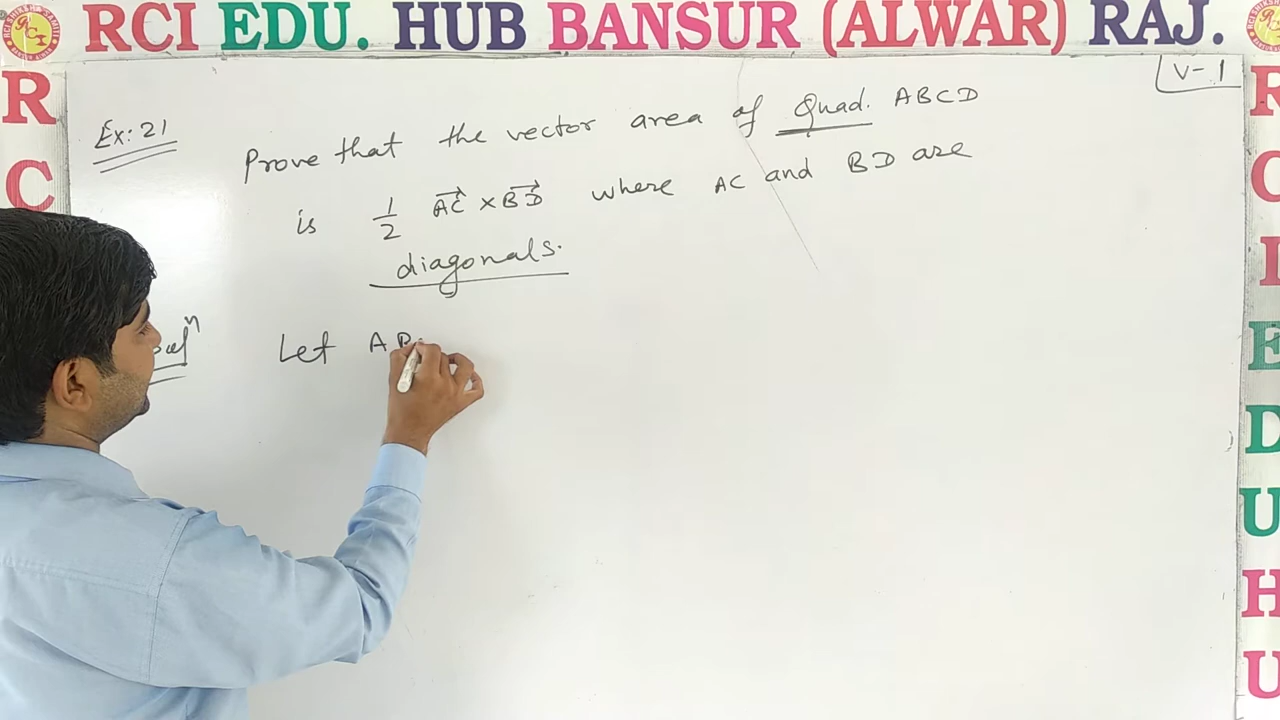 RCI EDU. HUB BANSUR (ALWAR) RAJ.
V-1
Ex: 21
Prove that the vector area of Quad. ABCD
is 1/2 AC⃗ × BD⃗ where AC and BD are
diagonals.
Let AB
R
C
R
C
I
E
D
U
H
U